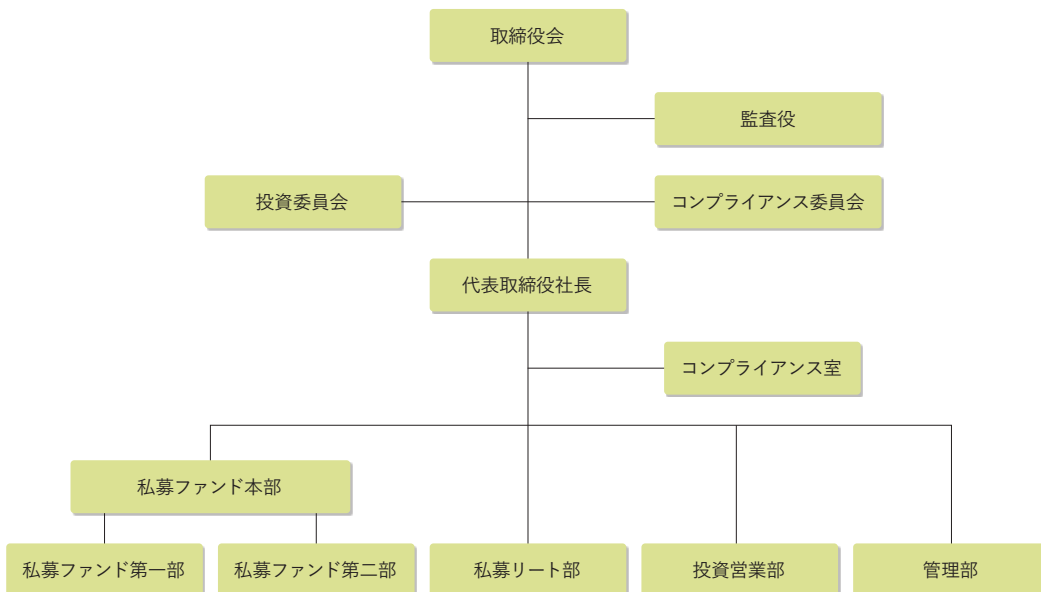 取締役会
監査役
投資委員会
コンプライアンス委員会
代表取締役社長
コンプライアンス室
私募ファンド本部
私募ファンド第一部
私募ファンド第二部
私募リート部
投資営業部
管理部